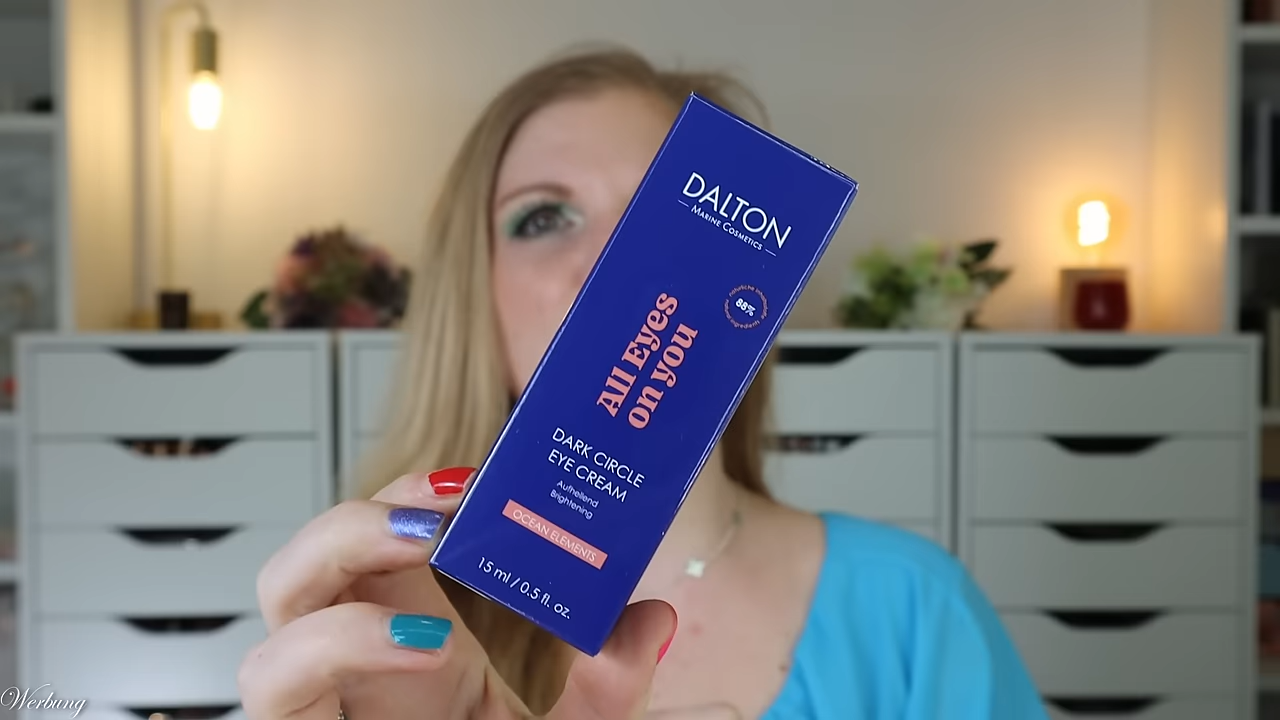 DALTON
MARINE COSMETICS
88%
All Eyes
on you
DARK CIRCLE
EYE CREAM
Aufhellend
Brightening
OCEAN ELEMENTS
15 ml / 0.5 fl. oz.
Werbung